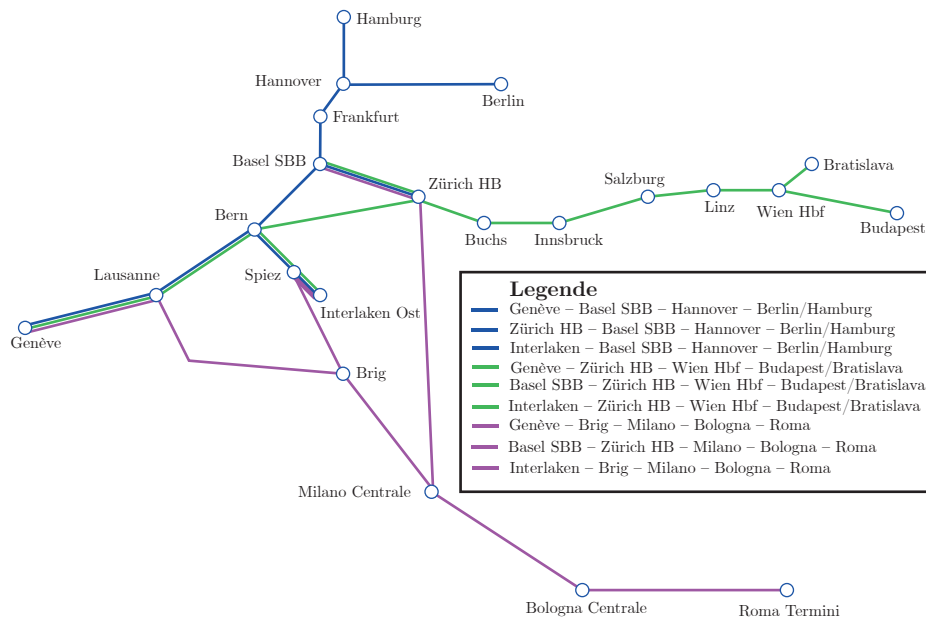 Hamburg
Hannover
Berlin
Frankfurt
Basel SBB
Zürich HB
Bratislava
Salzburg
Linz
Wien Hbf
Budapest
Bern
Buchs
Innsbruck
Lausanne
Spiez
Interlaken Ost
Genève
Brig
Milano Centrale
Bologna Centrale
Roma Termini
Legende
Genève – Basel SBB – Hannover – Berlin/Hamburg
Zürich HB – Basel SBB – Hannover – Berlin/Hamburg
Interlaken – Basel SBB – Hannover – Berlin/Hamburg
Genève – Zürich HB – Wien Hbf – Budapest/Bratislava
Basel SBB – Zürich HB – Wien Hbf – Budapest/Bratislava
Interlaken – Zürich HB – Wien Hbf – Budapest/Bratislava
Genève – Brig – Milano – Bologna – Roma
Basel SBB – Zürich HB – Milano – Bologna – Roma
Interlaken – Brig – Milano – Bologna – Roma